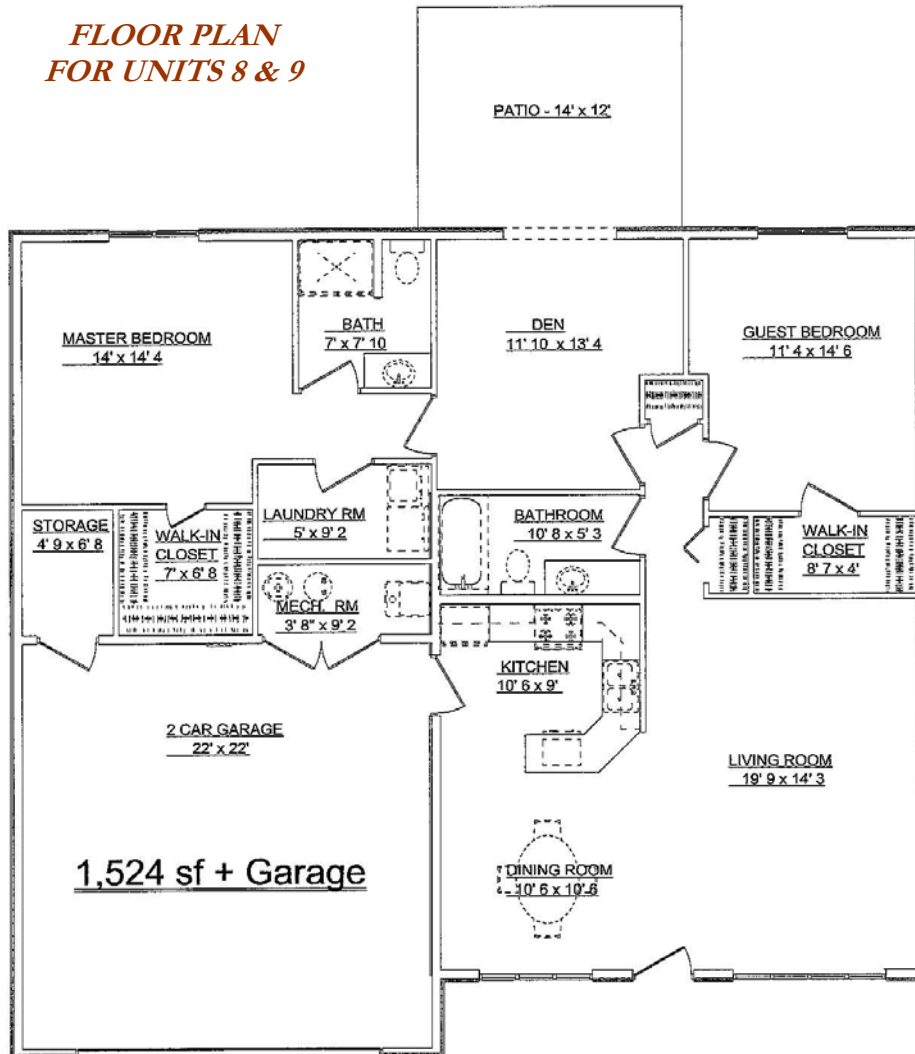 FLOOR PLAN
FOR UNITS 8 & 9
PATIO - 14' x 12'
MASTER BEDROOM
14' x 14' 4
BATH
7' x 7' 10
DEN
11' 10 x 13' 4
GUEST BEDROOM
11' 4 x 14' 6
STORAGE
4' 9 x 6' 8
WALK-IN
CLOSET
7' x 6' 8
LAUNDRY RM
5' x 9' 2
BATHROOM
10' 8 x 5' 3
WALK-IN
CLOSET
8' 7 x 4'
MECH. RM
3' 8" x 9' 2
KITCHEN
10' 6 x 9'
2 CAR GARAGE
22' x 22'
LIVING ROOM
19' 9 x 14' 3
1,524 sf + Garage
DINING ROOM
10' 6 x 10' 6